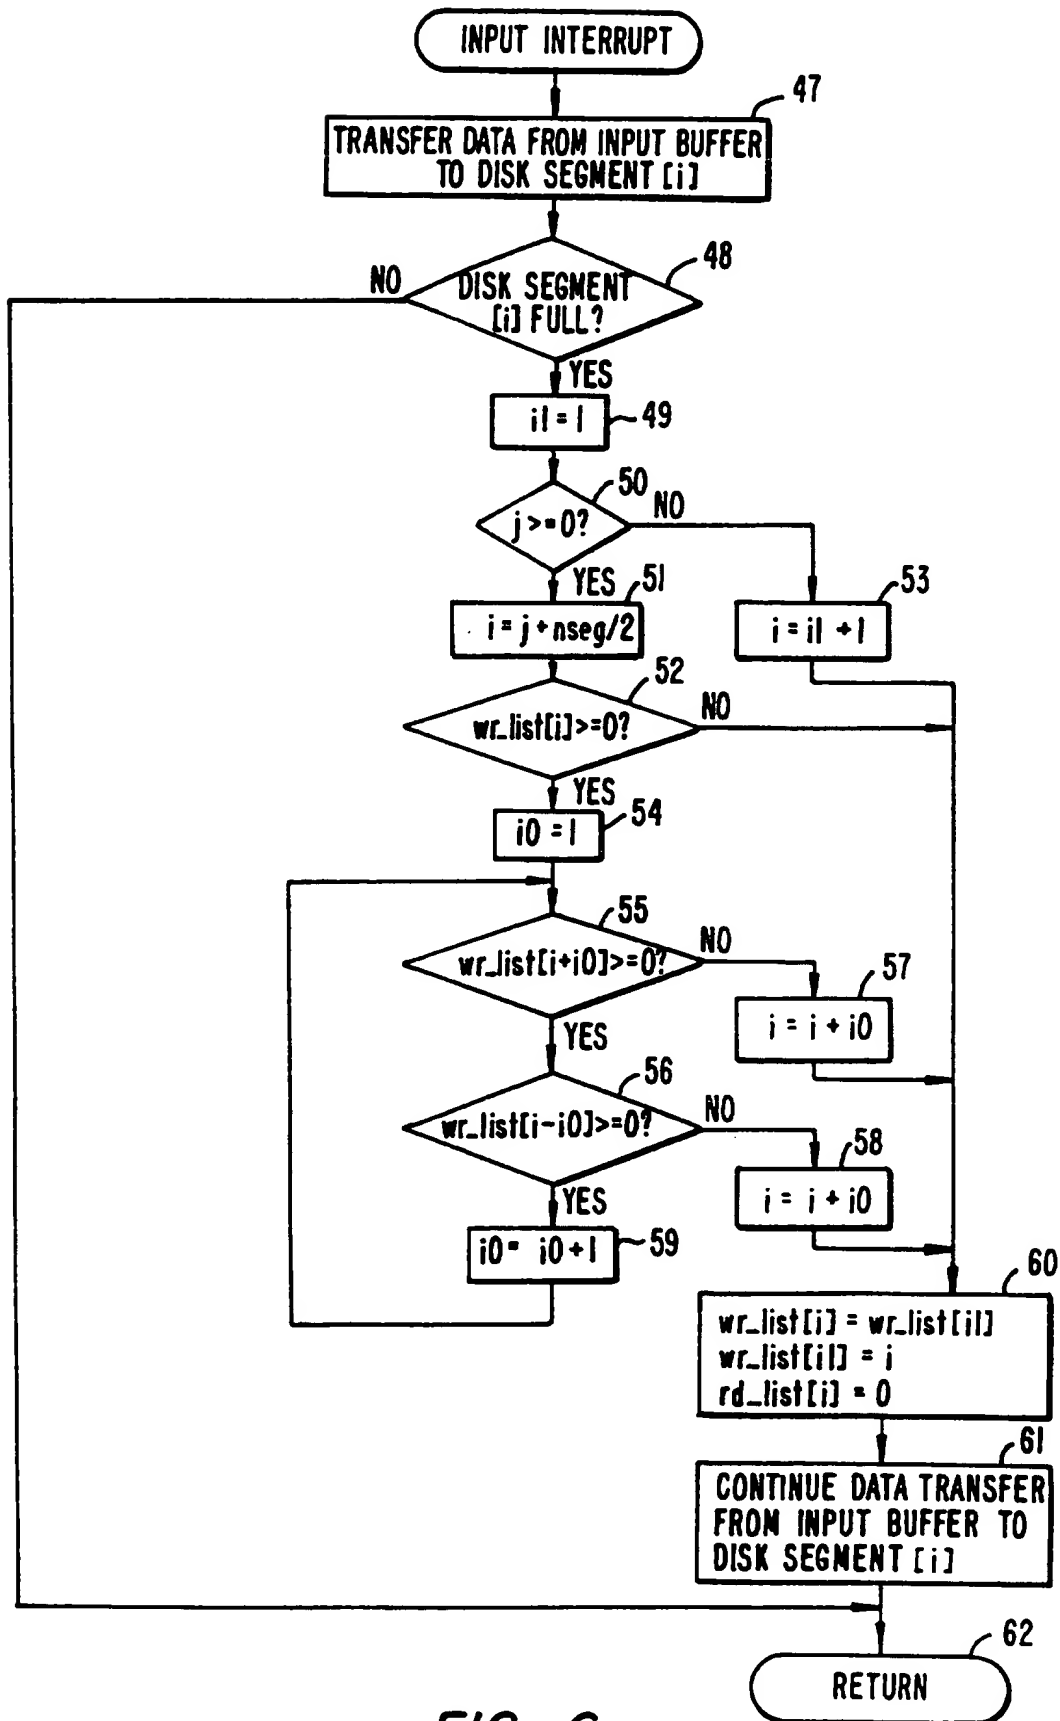 INPUT INTERRUPT
47
TRANSFER DATA FROM INPUT BUFFER
TO DISK SEGMENT [i]
48
NO
DISK SEGMENT
[i] FULL?
YES
i1 = 1
49
50
NO
j >=0?
YES
51
53
i = j + nseg/2
i = i1 + 1
52
NO
wr_list[i]>=0?
YES
54
i0 = 1
55
NO
wr_list[i+i0]>=0?
57
i = i + i0
YES
56
NO
wr_list[i-i0]>=0?
58
i = i + i0
YES
i0 = i0 + 1
59
60
wr_list[i] = wr_list[i1]
wr_list[i1] = i
rd_list[i] = 0
61
CONTINUE DATA TRANSFER
FROM INPUT BUFFER TO
DISK SEGMENT [i]
62
RETURN
FIG.